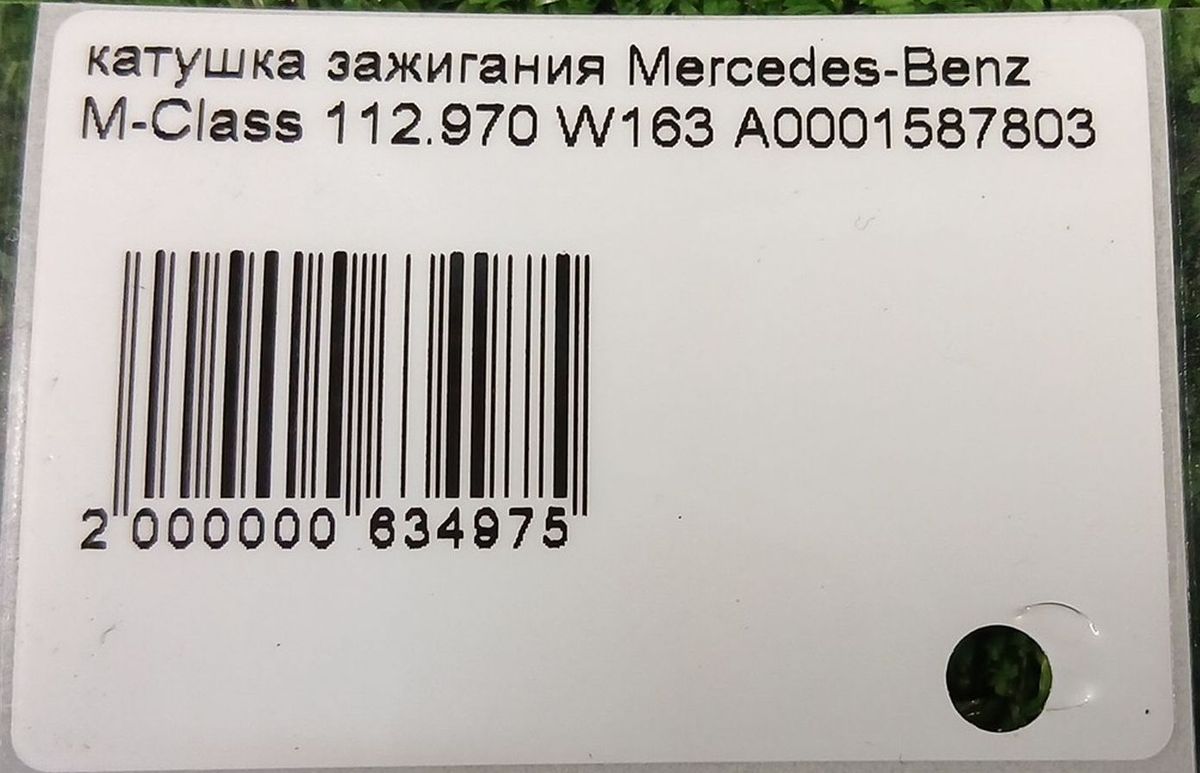 катушка зажигания Mercedes-Benz
M-Class 112.970 W163 A0001587803
2 000000 634975